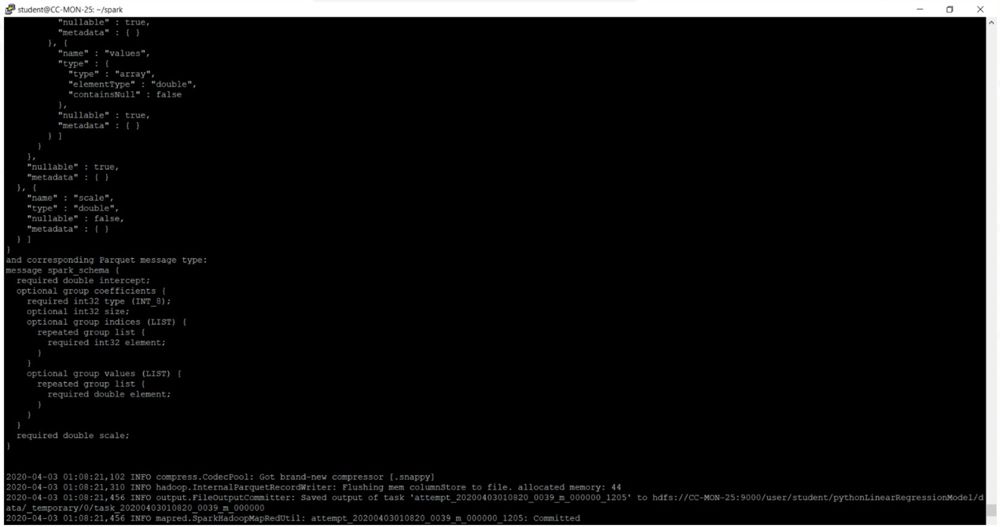 student@CC-MON-25: ~/spark
"nullable" : true,
"metadata" : { }
}, {
"name" : "values",
"type" : {
"type" : "array",
"elementType" : "double",
"containsNull" : false
},
"nullable" : true,
"metadata" : { }
} ]
}
},
"nullable" : true,
"metadata" : { }
}, {
"name" : "scale",
"type" : "double",
"nullable" : false,
"metadata" : { }
} ]
}
and corresponding Parquet message type:
message spark_schema {
required double intercept;
optional group coefficients {
required int32 type (INT_8);
optional int32 size;
optional group indices (LIST) {
repeated group list {
required int32 element;
}
}
optional group values (LIST) {
repeated group list {
required double element;
}
}
}
required double scale;
}
2020-04-03 01:08:21,102 INFO compress.CodecPool: Got brand-new compressor [.snappy]
2020-04-03 01:08:21,310 INFO hadoop.InternalParquetRecordWriter: Flushing mem columnStore to file. allocated memory: 44
2020-04-03 01:08:21,456 INFO output.FileOutputCommitter: Saved output of task 'attempt_20200403010820_0039_m_000000_1205' to hdfs://CC-MON-25:9000/user/student/pythonLinearRegressionModel/d
ata/_temporary/0/task_20200403010820_0039_m_000000
2020-04-03 01:08:21,456 INFO mapred.SparkHadoopMapRedUtil: attempt_20200403010820_0039_m_000000_1205: Committed